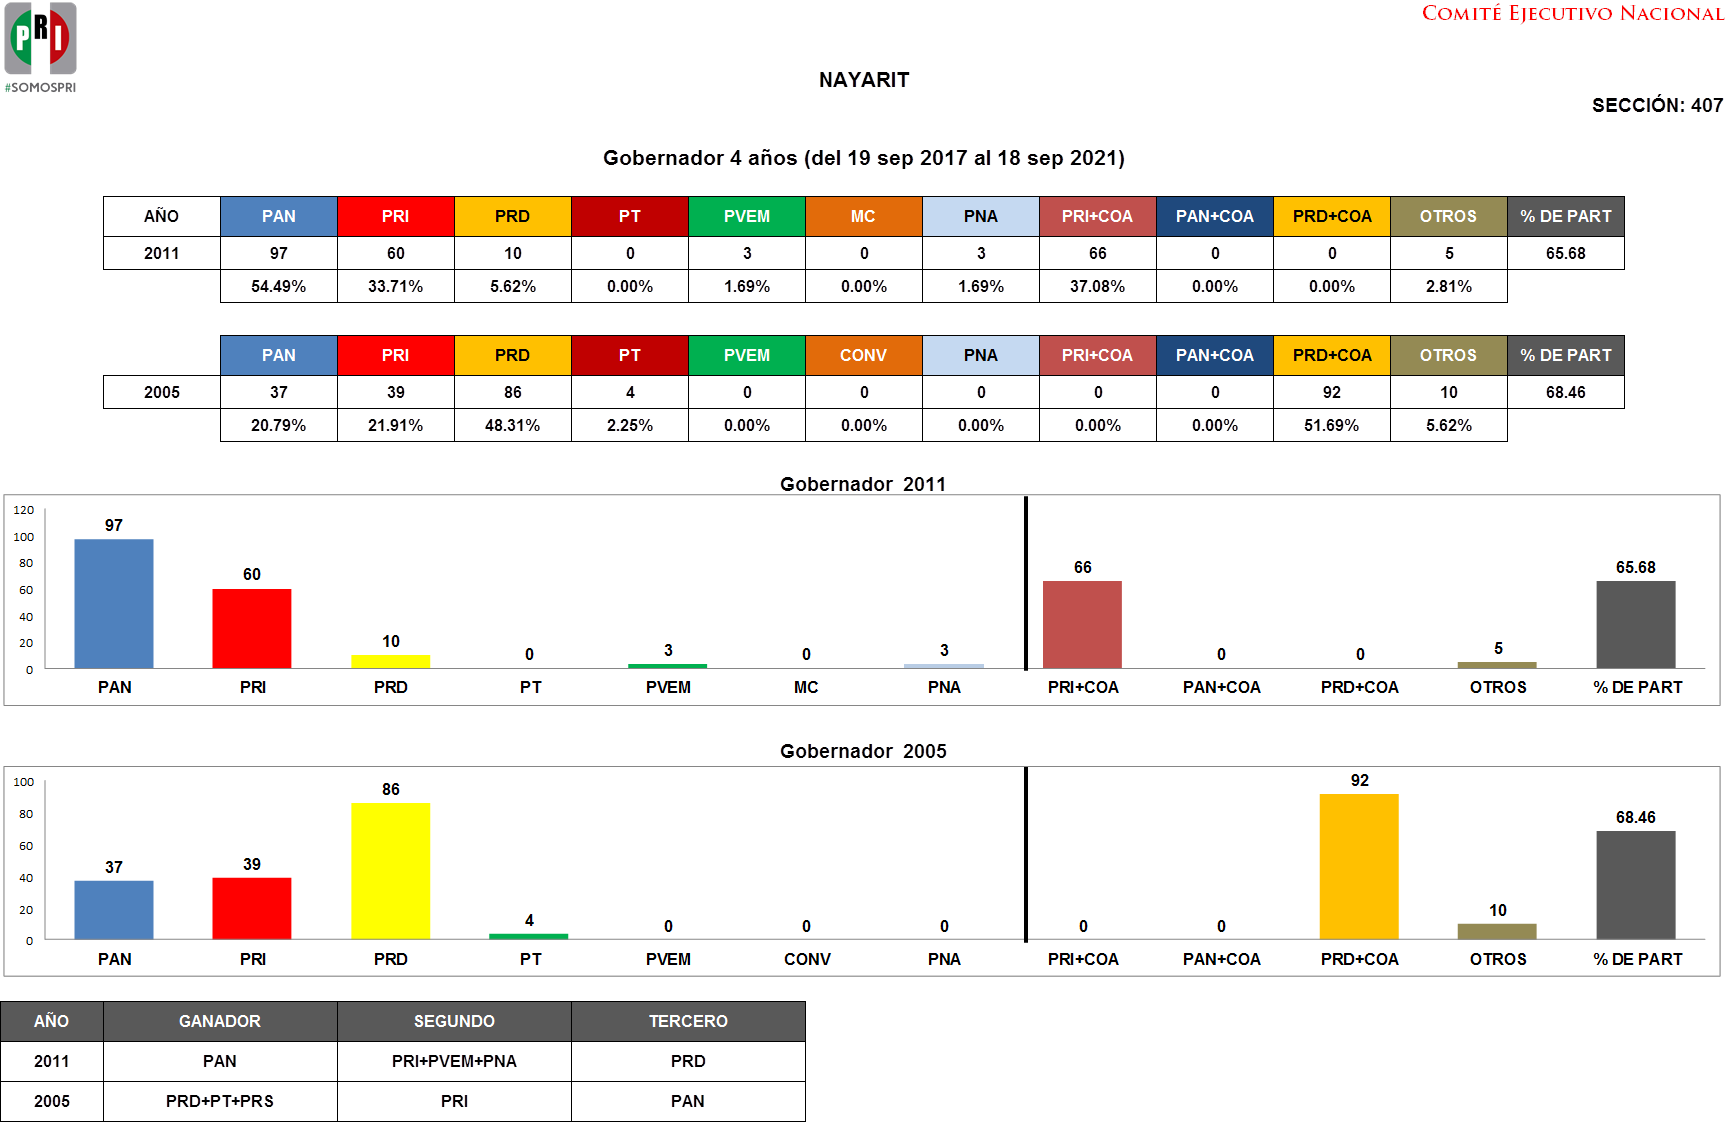 PRI
#SOMOSPRI
COMITÉ EJECUTIVO NACIONAL
NAYARIT
SECCIÓN: 407
Gobernador 4 años (del 19 sep 2017 al 18 sep 2021)
AÑO PAN PRI PRD PT PVEM MC PNA PRI+COA PAN+COA PRD+COA OTROS % DE PART
2011 97 60 10 0 3 0 3 66 0 0 5 65.68
54.49% 33.71% 5.62% 0.00% 1.69% 0.00% 1.69% 37.08% 0.00% 0.00% 2.81%
PAN PRI PRD PT PVEM CONV PNA PRI+COA PAN+COA PRD+COA OTROS % DE PART
2005 37 39 86 4 0 0 0 0 0 92 10 68.46
20.79% 21.91% 48.31% 2.25% 0.00% 0.00% 0.00% 0.00% 0.00% 51.69% 5.62%
Gobernador 2011
120
100
80
60
40
20
0
97 60 10 0 3 0 3 66 0 0 5 65.68
PAN PRI PRD PT PVEM MC PNA PRI+COA PAN+COA PRD+COA OTROS % DE PART
Gobernador 2005
100
80
60
40
20
0
37 39 86 4 0 0 0 0 0 92 10 68.46
PAN PRI PRD PT PVEM CONV PNA PRI+COA PAN+COA PRD+COA OTROS % DE PART
AÑO GANADOR SEGUNDO TERCERO
2011 PAN PRI+PVEM+PNA PRD
2005 PRD+PT+PRS PRI PAN